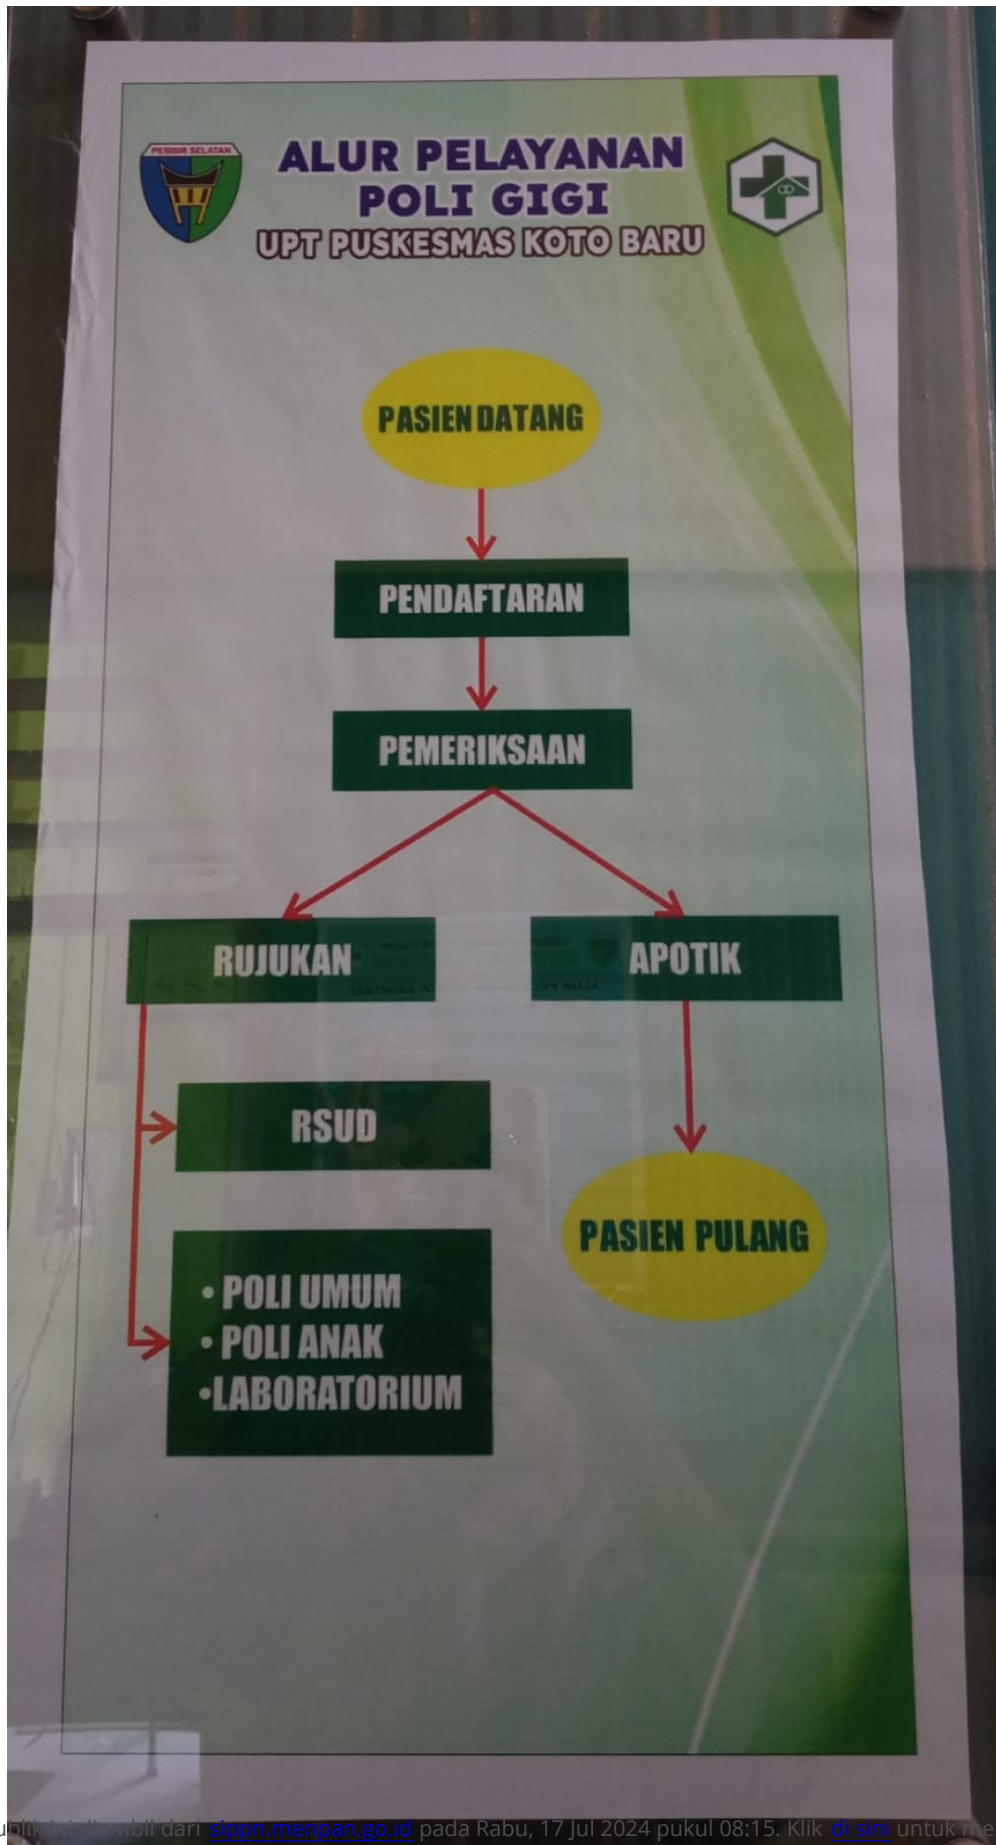 PESISIR SELATAN
ALUR PELAYANAN
POLI GIGI
UPT PUSKESMAS KOTO BARU
PASIEN DATANG
PENDAFTARAN
PEMERIKSAAN
RUJUKAN
APOTIK
RSUD
PASIEN PULANG
• POLI UMUM
• POLI ANAK
•LABORATORIUM
dari sippn.menpan.go.id pada Rabu, 17 Jul 2024 pukul 08:15. Klik di sini untuk